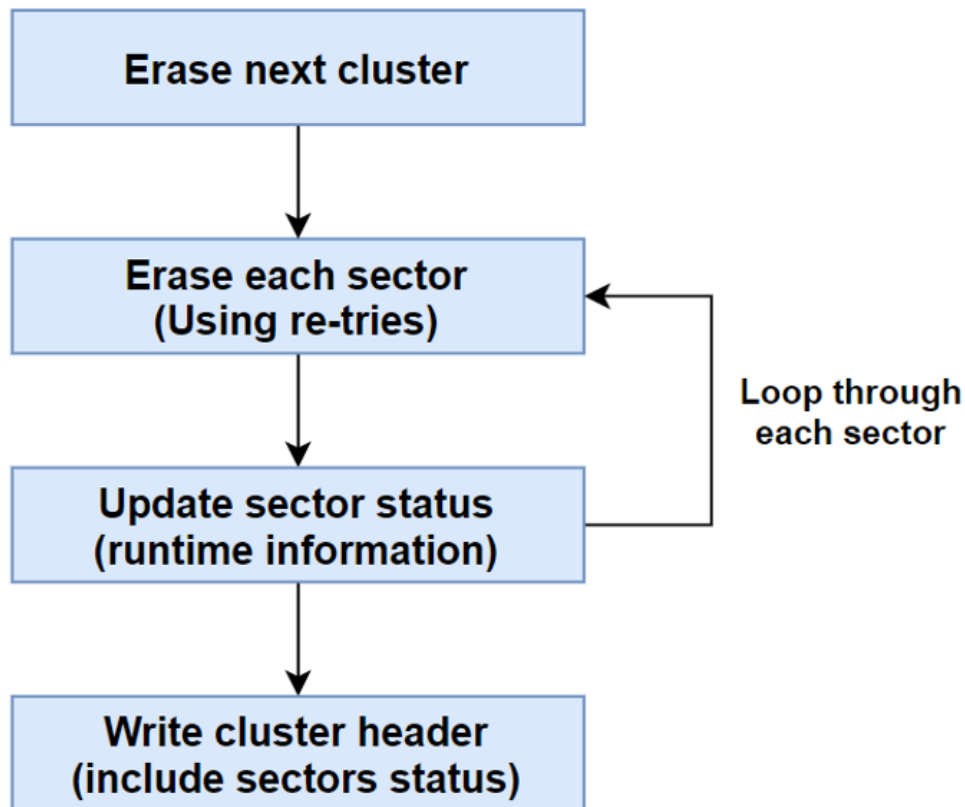 Erase next cluster
Erase each sector
(Using re-tries)
Loop through
each sector
Update sector status
(runtime information)
Write cluster header
(include sectors status)